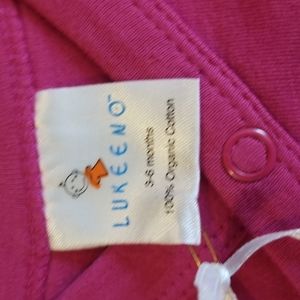 LUKEENO™
3-6 months
100% Organic Cotton